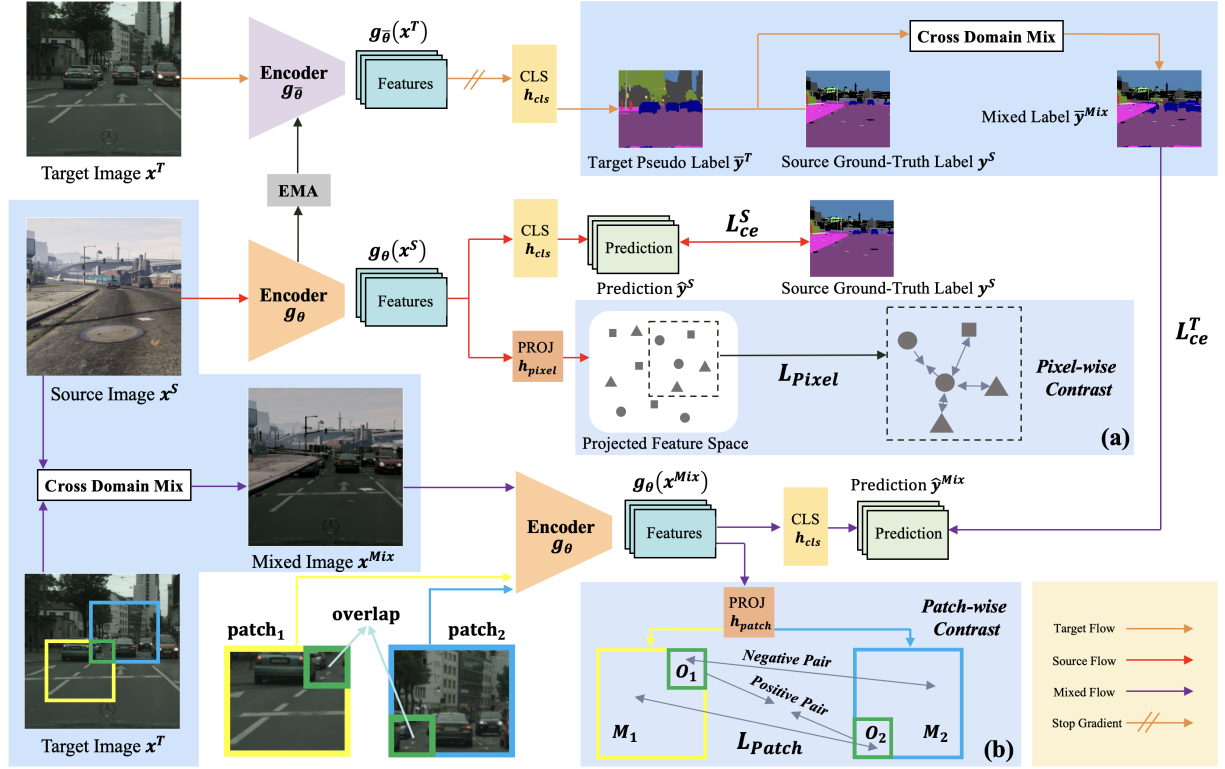 g_θ̅(x^T)
Encoder
g_θ̅
Features
CLS
h_cls
Cross Domain Mix
Mixed Label y̅^Mix
Target Image x^T
Target Pseudo Label y̅^T
Source Ground-Truth Label y^S
EMA
g_θ(x^S)
Encoder
g_θ
Features
CLS
h_cls
Prediction
L_ce^S
Prediction ŷ^S
Source Ground-Truth Label y^S
L_ce^T
PROJ
h_pixel
L_Pixel
Pixel-wise
Contrast
Projected Feature Space
(a)
Source Image x^S
Cross Domain Mix
Mixed Image x^Mix
Encoder
g_θ
g_θ(x^Mix)
Features
CLS
h_cls
Prediction ŷ^Mix
Prediction
overlap
patch_1
patch_2
Target Image x^T
PROJ
h_patch
Patch-wise
Contrast
Negative Pair
Positive Pair
O_1
M_1
O_2
M_2
L_Patch
(b)
Target Flow
Source Flow
Mixed Flow
Stop Gradient